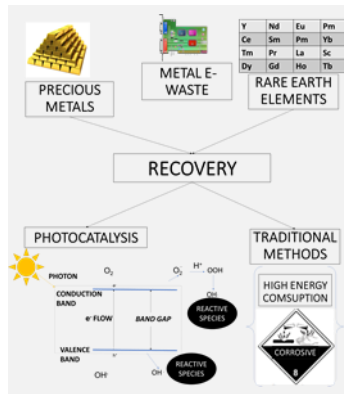 Y Nd Eu Pm
Ce Sm Pm Yb
Tm Pr La Sc
Dy Gd Ho Tb
PRECIOUS
METALS
METAL E-
WASTE
RARE EARTH
ELEMENTS
RECOVERY
PHOTOCATALYSIS
TRADITIONAL
METHODS
PHOTON
O2
O2
H+
OOH
OH
CONDUCTION
BAND
e- FLOW
BAND GAP
REACTIVE
SPECIES
VALENCE
BAND
OH-
OH
REACTIVE
SPECIES
HIGH ENERGY
COMSUPTION
CORROSIVE
8